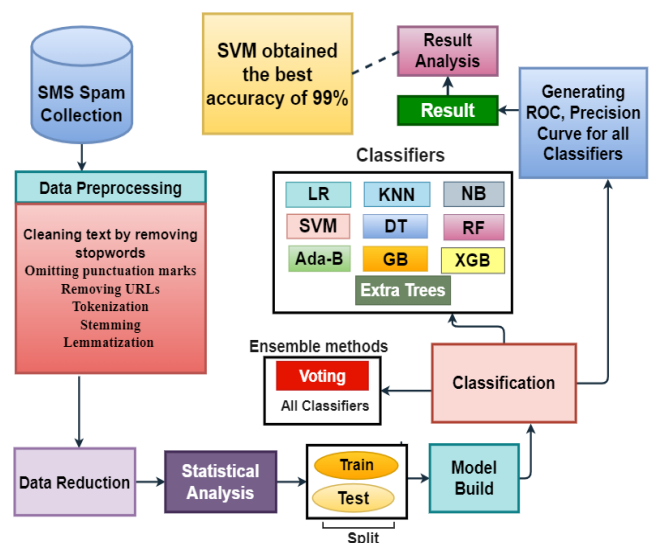 SMS Spam
Collection
Data Preprocessing
Cleaning text by removing
stopwords
Omitting punctuation marks
Removing URLs
Tokenization
Stemming
Lemmatization
Data Reduction
Statistical
Analysis
Train
Test
Split
Model
Build
Classification
Ensemble methods
Voting
All Classifiers
Classifiers
LR
KNN
NB
SVM
DT
RF
Ada-B
GB
XGB
Extra Trees
Generating
ROC, Precision
Curve for all
Classifiers
Result
Result
Analysis
SVM obtained
the best
accuracy of 99%